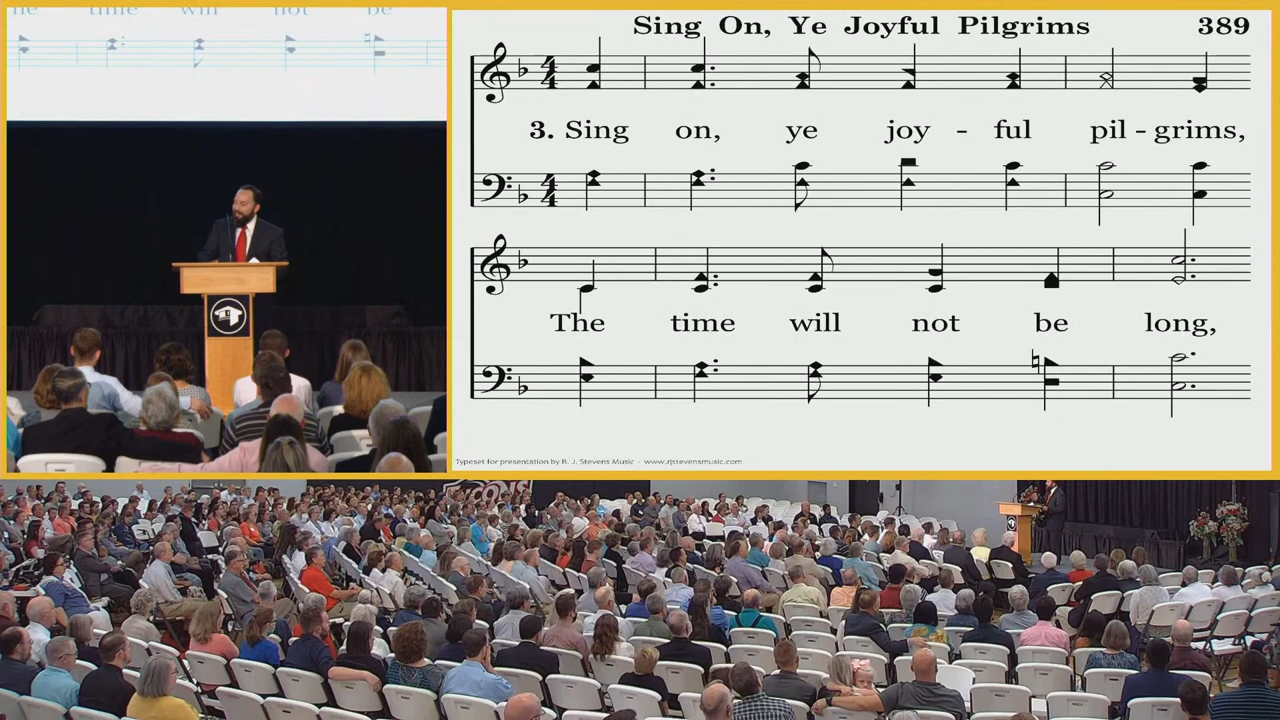 he time will not be
Sing On, Ye Joyful Pilgrims 389
3. Sing on, ye joy - ful pil - grims,
The time will not be long,
Typeset for presentation by R. J. Stevens Music - www.rjstevensmusic.com